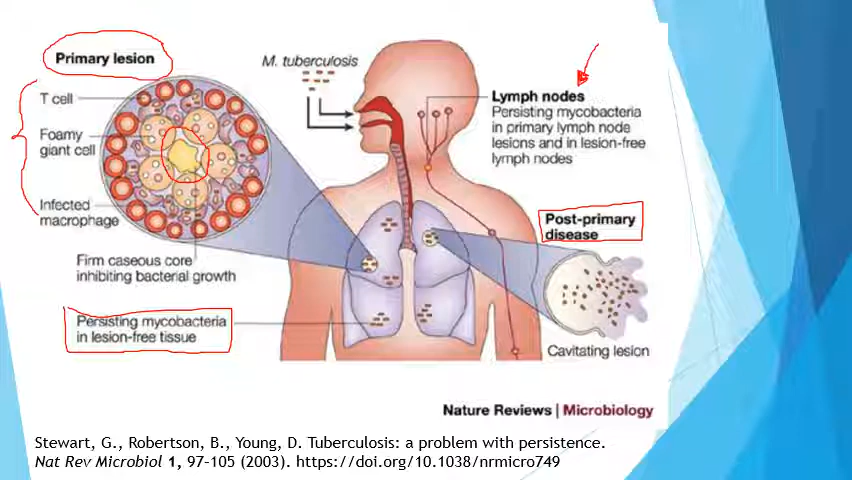 Primary lesion
M. tuberculosis
T cell
Foamy
giant cell
Infected
macrophage
Firm caseous core
inhibiting bacterial growth
Persisting mycobacteria
in lesion-free tissue
Lymph nodes
Persisting mycobacteria
in primary lymph node
lesions and in lesion-free
lymph nodes
Post-primary
disease
Cavitating lesion
Nature Reviews | Microbiology
Stewart, G., Robertson, B., Young, D. Tuberculosis: a problem with persistence.
Nat Rev Microbiol 1, 97–105 (2003). https://doi.org/10.1038/nrmicro749